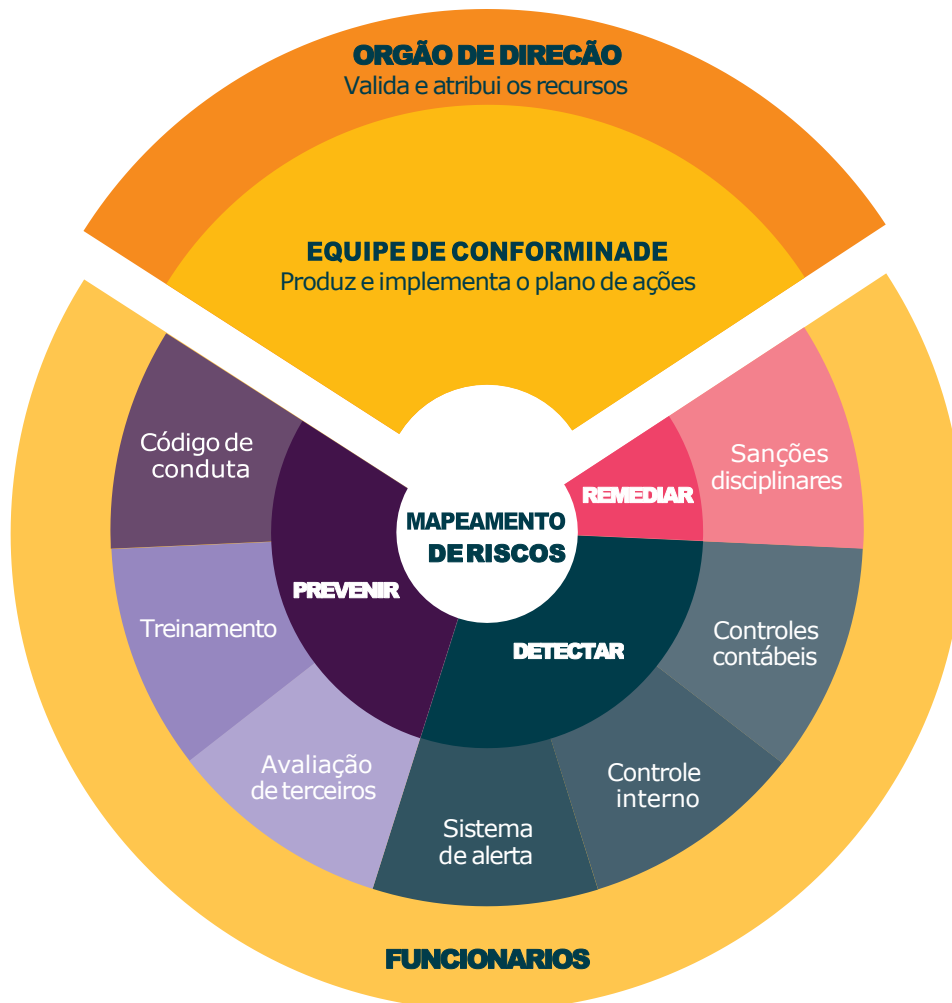 ORGÃO DE DIRECÃO
Valida e atribui os recursos
EQUIPE DE CONFORMINADE
Produz e implementa o plano de ações
Código de
conduta
Sanções
disciplinares
REMEDIAR
MAPEAMENTO
DE RISCOS
PREVENIR
Treinamento
DETECTAR
Controles
contábeis
Avaliação
de terceiros
Controle
interno
Sistema
de alerta
FUNCIONARIOS